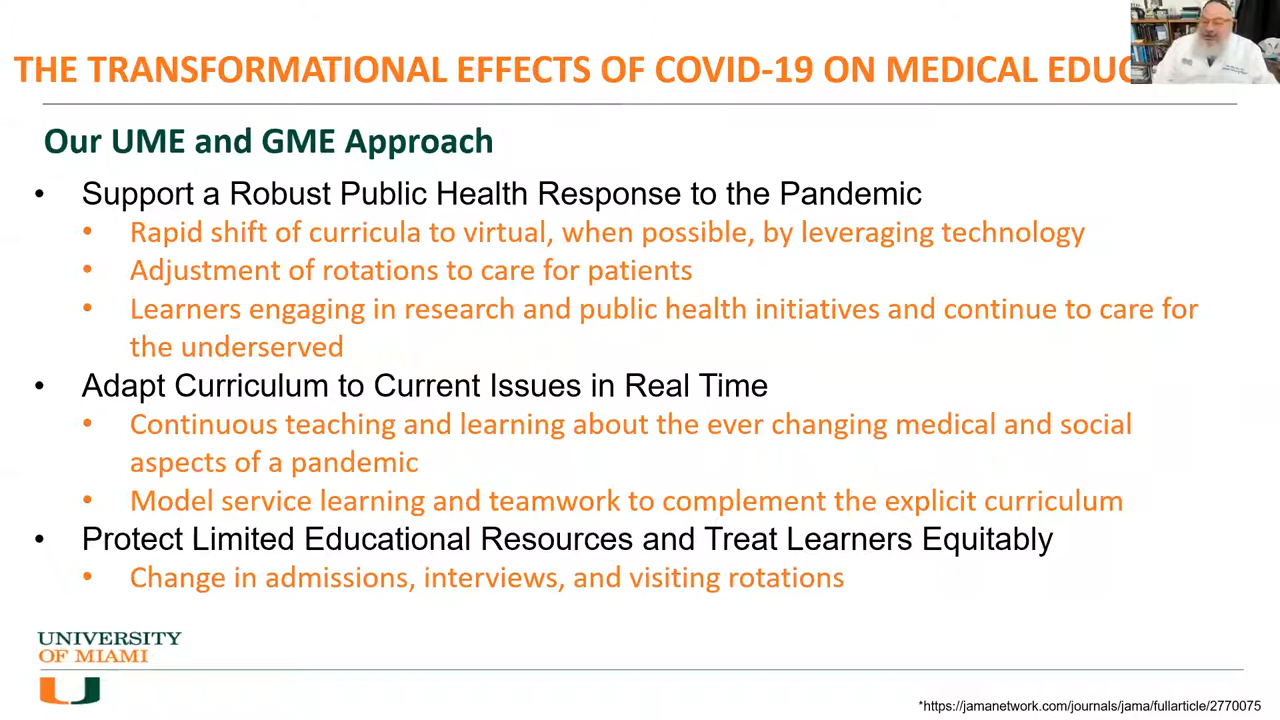 THE TRANSFORMATIONAL EFFECTS OF COVID-19 ON MEDICAL
Our UME and GME Approach
• Support a Robust Public Health Response to the Pandemic
• Rapid shift of curricula to virtual, when possible, by leveraging technology
• Adjustment of rotations to care for patients
• Learners engaging in research and public health initiatives and continue to care for
the underserved
• Adapt Curriculum to Current Issues in Real Time
• Continuous teaching and learning about the ever changing medical and social
aspects of a pandemic
• Model service learning and teamwork to complement the explicit curriculum
• Protect Limited Educational Resources and Treat Learners Equitably
• Change in admissions, interviews, and visiting rotations
UNIVERSITY
OF MIAMI
*https://jamanetwork.com/journals/jama/fullarticle/2770075